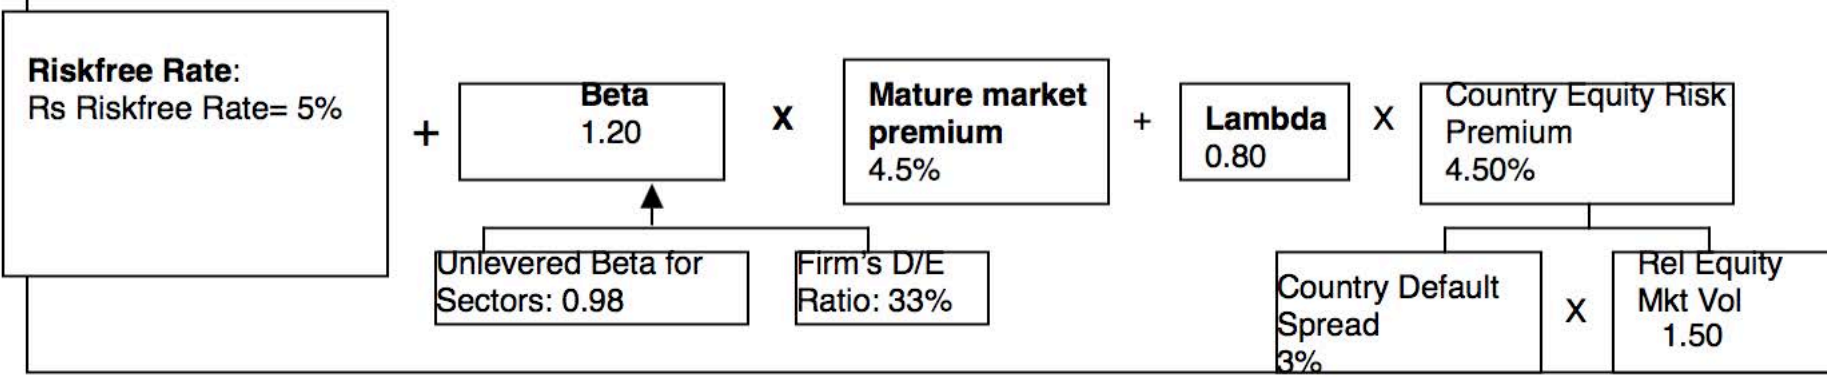 Riskfree Rate:
Rs Riskfree Rate= 5%
+
Beta
1.20
X
Mature market
premium
4.5%
+
Lambda
0.80
X
Country Equity Risk
Premium
4.50%
Unlevered Beta for
Sectors: 0.98
Firm's D/E
Ratio: 33%
Country Default
Spread
3%
X
Rel Equity
Mkt Vol
1.50